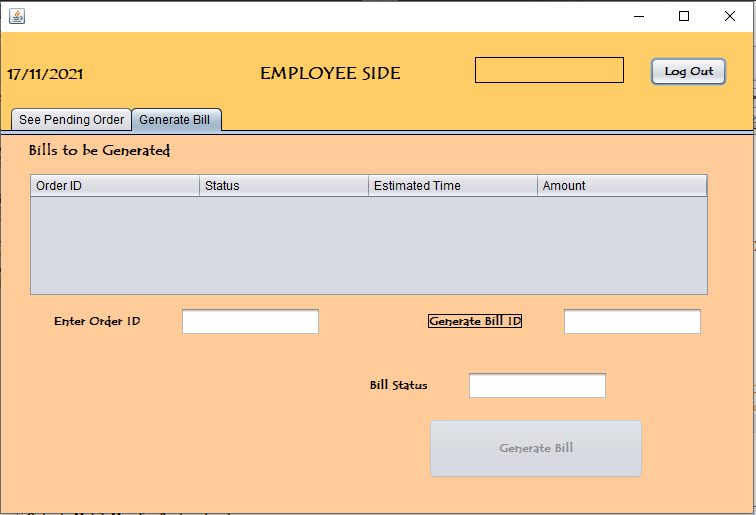 17/11/2021 EMPLOYEE SIDE Log Out
See Pending Order Generate Bill
Bills to be Generated
Order ID Status Estimated Time Amount
Enter Order ID Generate Bill ID
Bill Status
Generate Bill